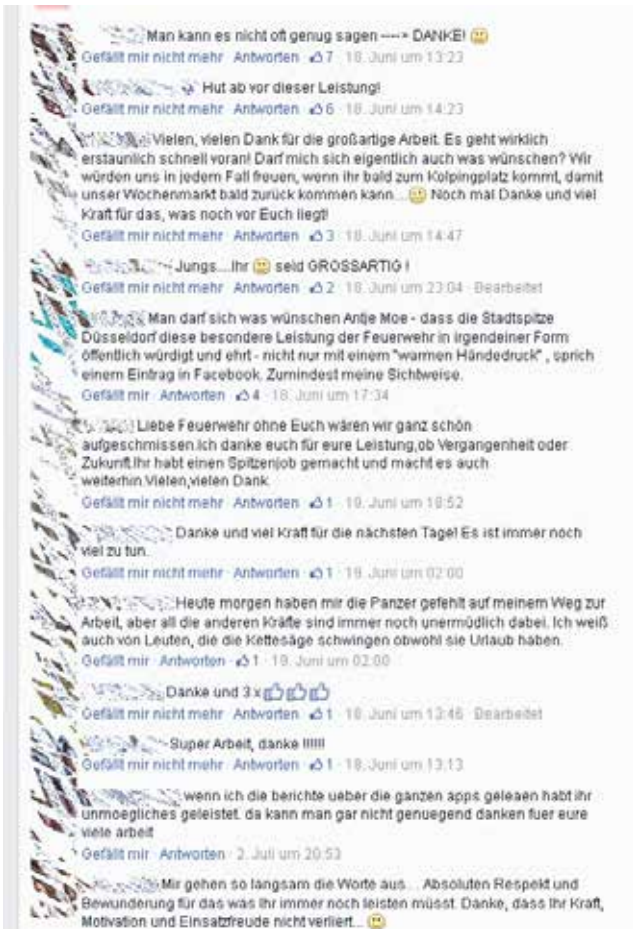 Man kann es nicht oft genug sagen ----> DANKE!
Gefällt mir nicht mehr · Antworten · 7 · 18. Juni um 13:23
Hut ab vor dieser Leistung!
Gefällt mir nicht mehr · Antworten · 6 · 18. Juni um 14:23
Vielen, vielen Dank für die großartige Arbeit. Es geht wirklich
erstaunlich schnell voran! Darf mich sich eigentlich auch was wünschen? Wir
würden uns in jedem Fall freuen, wenn ihr bald zum Kolpingplatz kommt, damit
unser Wochenmarkt bald zurück kommen kann... Noch mal Danke und viel
Kraft für das, was noch vor Euch liegt!
Gefällt mir nicht mehr · Antworten · 3 · 18. Juni um 14:47
Jungs....Ihr seid GROSSARTIG !
Gefällt mir nicht mehr · Antworten · 2 · 18. Juni um 23:04 · Bearbeitet
Man darf sich was wünschen Antje Moe - dass die Stadtspitze
Düsseldorf diese besondere Leistung der Feuerwehr in irgendeiner Form
öffentlich würdigt und ehrt - nicht nur mit einem "warmen Händedruck" , sprich
einem Eintrag in Facebook. Zumindest meine Sichtweise.
Gefällt mir · Antworten · 4 · 18. Juni um 17:34
Liebe Feuerwehr ohne Euch wären wir ganz schön
aufgeschmissen.Ich danke euch für eure Leistung,ob Vergangenheit oder
Zukunft.Ihr habt einen Spitzenjob gemacht und macht es auch
weiterhin.Vielen,vielen Dank.
Gefällt mir nicht mehr · Antworten · 1 · 19. Juni um 18:52
Danke und viel Kraft für die nächsten Tage! Es ist immer noch
viel zu tun.
Gefällt mir nicht mehr · Antworten · 1 · 19. Juni um 02:00
Heute morgen haben mir die Panzer gefehlt auf meinem Weg zur
Arbeit, aber all die anderen Kräfte sind immer noch unermüdlich dabei. Ich weiß
auch von Leuten, die die Kettesäge schwingen obwohl sie Urlaub haben.
Gefällt mir · Antworten · 1 · 19. Juni um 02:00
Danke und 3 x
Gefällt mir nicht mehr · Antworten · 1 · 18. Juni um 13:46 · Bearbeitet
Super Arbeit, danke !!!!!!
Gefällt mir nicht mehr · Antworten · 1 · 18. Juni um 13:13
wenn ich die berichte ueber die ganzen apps geleaen habt ihr
unmoegliches geleistet. da kann man gar nicht genuegend danken fuer eure
viele arbeit
Gefällt mir · Antworten · 2. Juli um 20:53
Mir gehen so langsam die Worte aus.... Absoluten Respekt und
Bewunderung für das was Ihr immer noch leisten müsst. Danke, dass Ihr Kraft,
Motivation und Einsatzfreude nicht verliert...